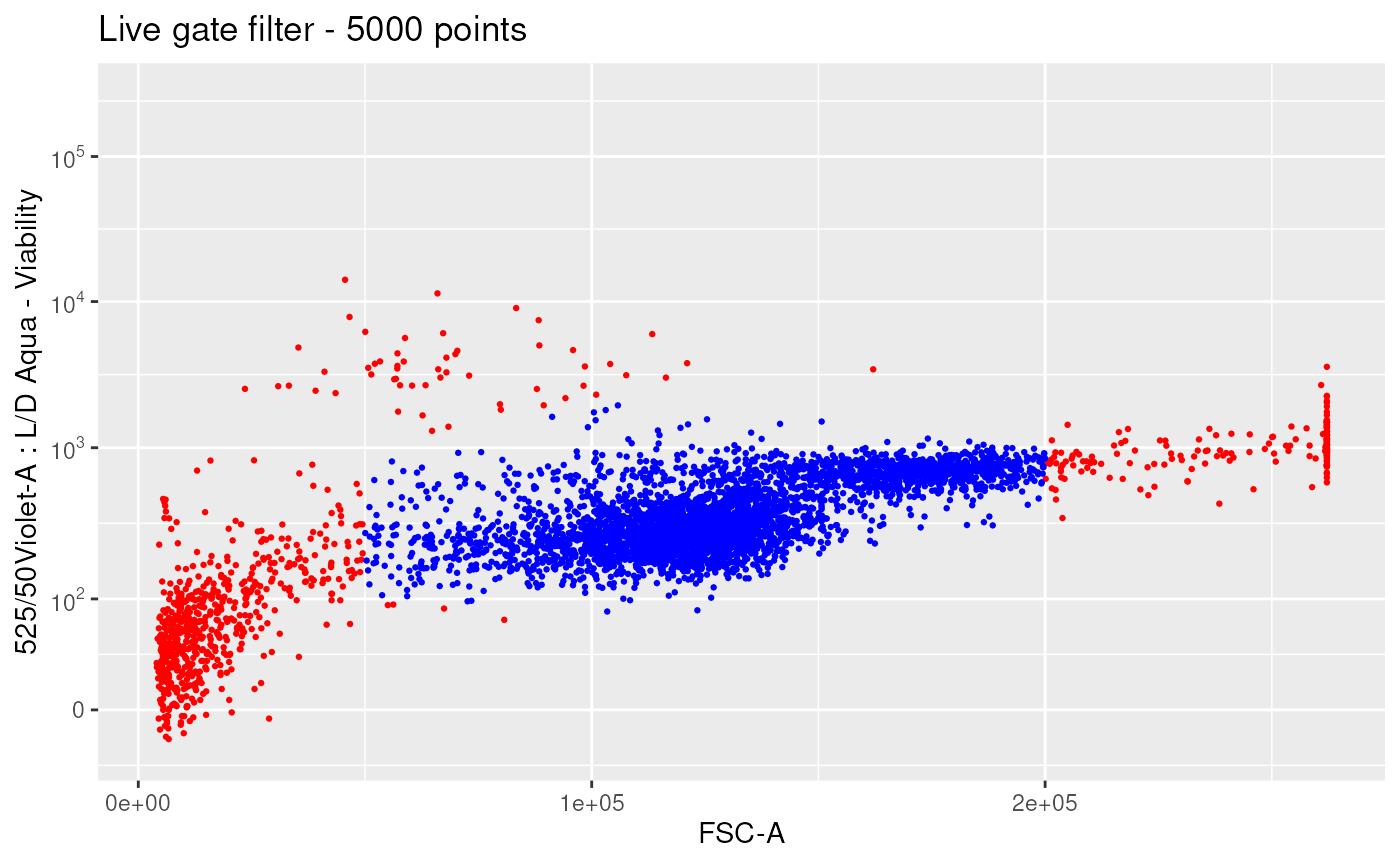 Live gate filter - 5000 points
525/50Violet-A : L/D Aqua - Viability
10^5
10^4
10^3
10^2
0
0e+00
1e+05
2e+05
FSC-A